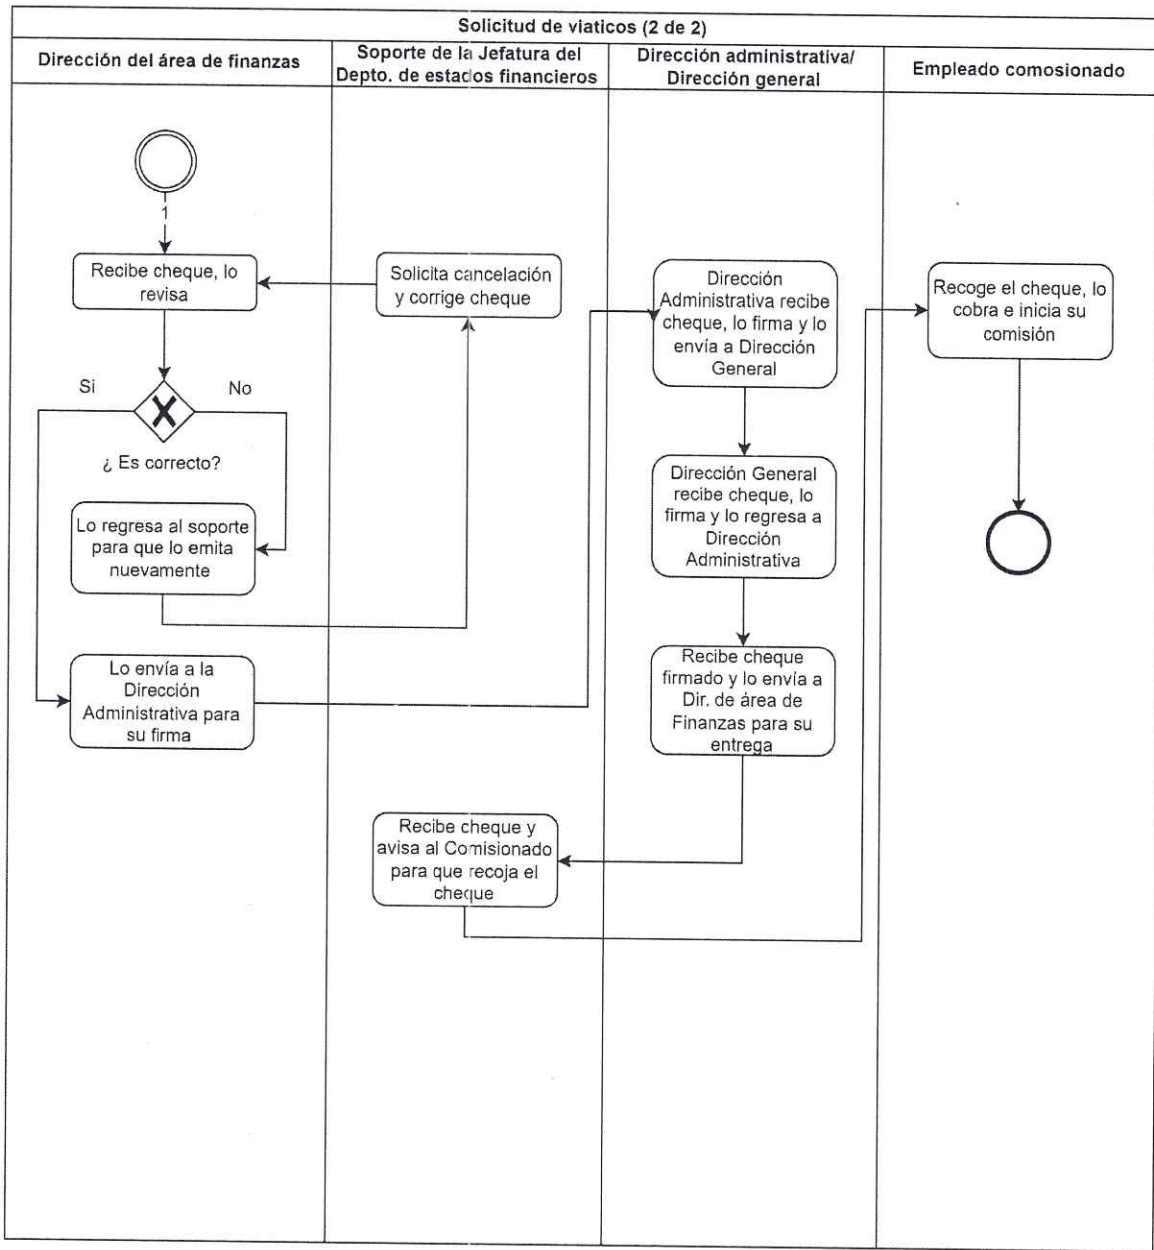 Solicitud de viaticos (2 de 2)
Dirección del área de finanzas
Soporte de la Jefatura del
Depto. de estados financieros
Dirección administrativa/
Dirección general
Empleado comosionado
1
Recibe cheque, lo
revisa
Solicita cancelación
y corrige cheque
Dirección
Administrativa recibe
cheque, lo firma y lo
envía a Dirección
General
Recoge el cheque, lo
cobra e inicia su
comisión
Si
No
¿ Es correcto?
Lo regresa al soporte
para que lo emita
nuevamente
Dirección General
recibe cheque, lo
firma y lo regresa a
Dirección
Administrativa
Lo envía a la
Dirección
Administrativa para
su firma
Recibe cheque
firmado y lo envía a
Dir. de área de
Finanzas para su
entrega
Recibe cheque y
avisa al Comisionado
para que recoja el
cheque